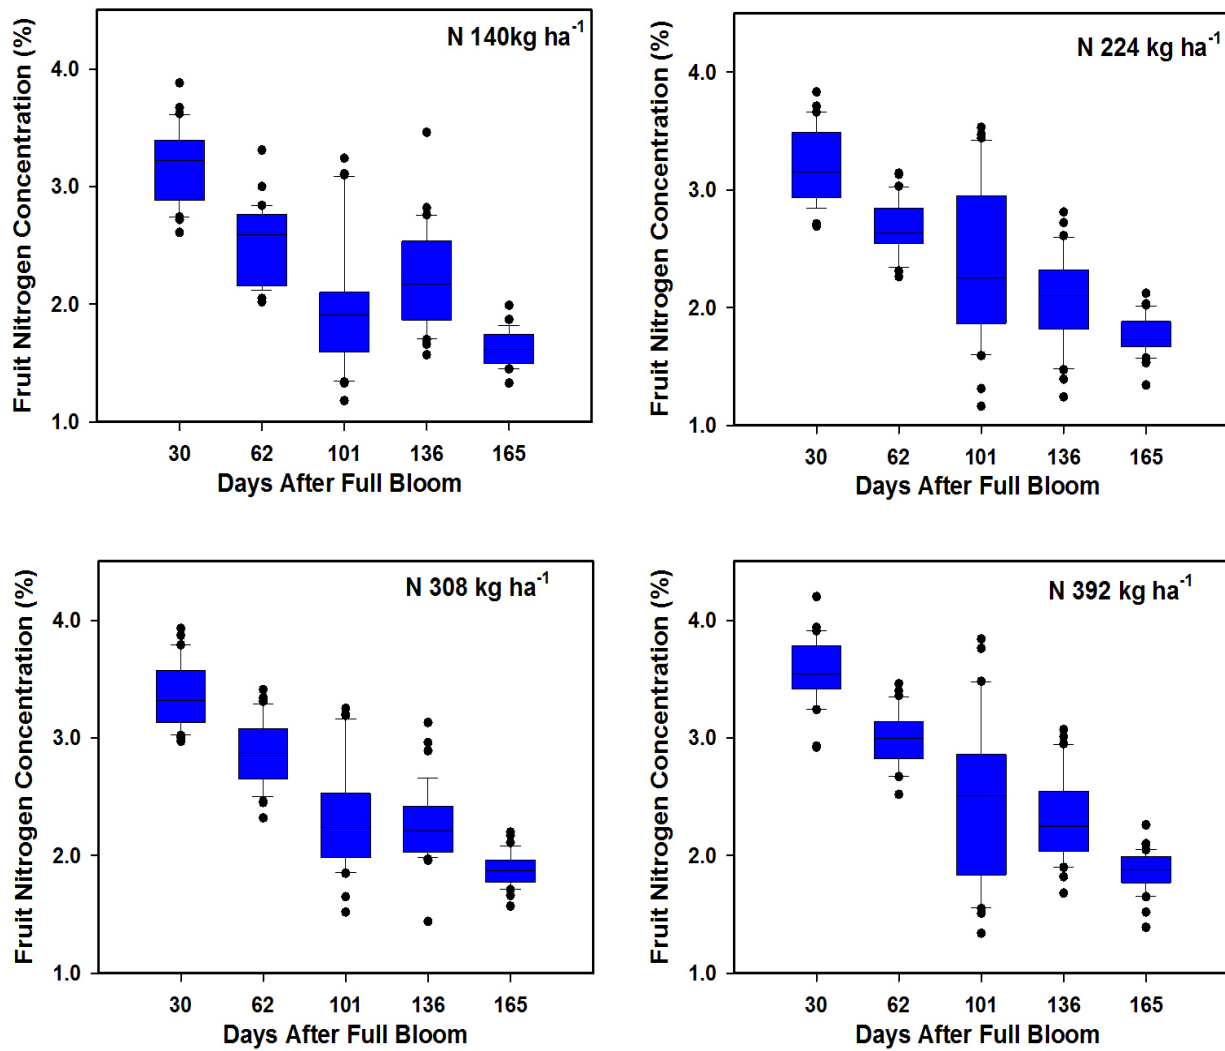 N 140kg ha-1
Fruit Nitrogen Concentration (%)
4.0
3.0
2.0
1.0
30 62 101 136 165
Days After Full Bloom
N 224 kg ha-1
Fruit Nitrogen Concentration (%)
4.0
3.0
2.0
1.0
30 62 101 136 165
Days After Full Bloom
N 308 kg ha-1
Fruit Nitrogen Concentration (%)
4.0
3.0
2.0
1.0
30 62 101 136 165
Days After Full Bloom
N 392 kg ha-1
Fruit Nitrogen Concentration (%)
4.0
3.0
2.0
1.0
30 62 101 136 165
Days After Full Bloom